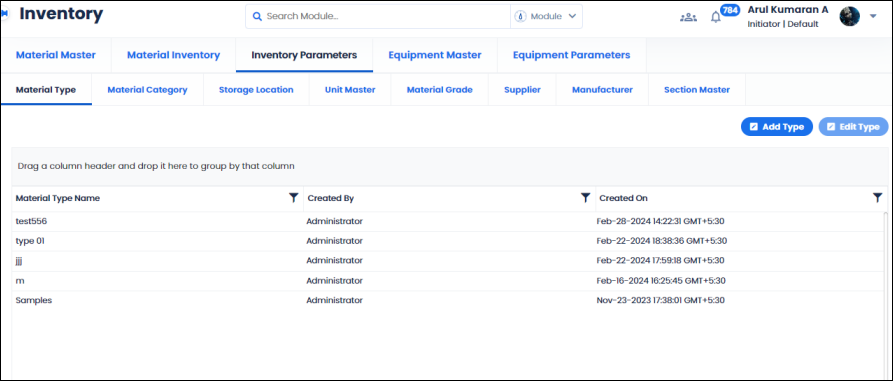 Inventory
Search Module..
Module
784
Arul Kumaran A
Initiator | Default
Material Master
Material Inventory
Inventory Parameters
Equipment Master
Equipment Parameters
Material Type
Material Category
Storage Location
Unit Master
Material Grade
Supplier
Manufacturer
Section Master
Add Type
Edit Type
Drag a column header and drop it here to group by that column
Material Type Name Created By Created On
test556 Administrator Feb-28-2024 14:22:31 GMT+5:30
type 01 Administrator Feb-22-2024 18:38:36 GMT+5:30
jjj Administrator Feb-22-2024 17:59:18 GMT+5:30
m Administrator Feb-16-2024 16:25:45 GMT+5:30
Samples Administrator Nov-23-2023 17:38:01 GMT+5:30